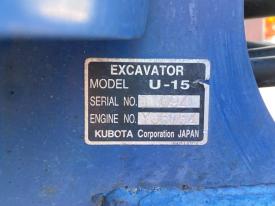 EXCAVATOR
MODEL U-15
SERIAL NO.
ENGINE NO.
KUBOTA Corporation JAPAN